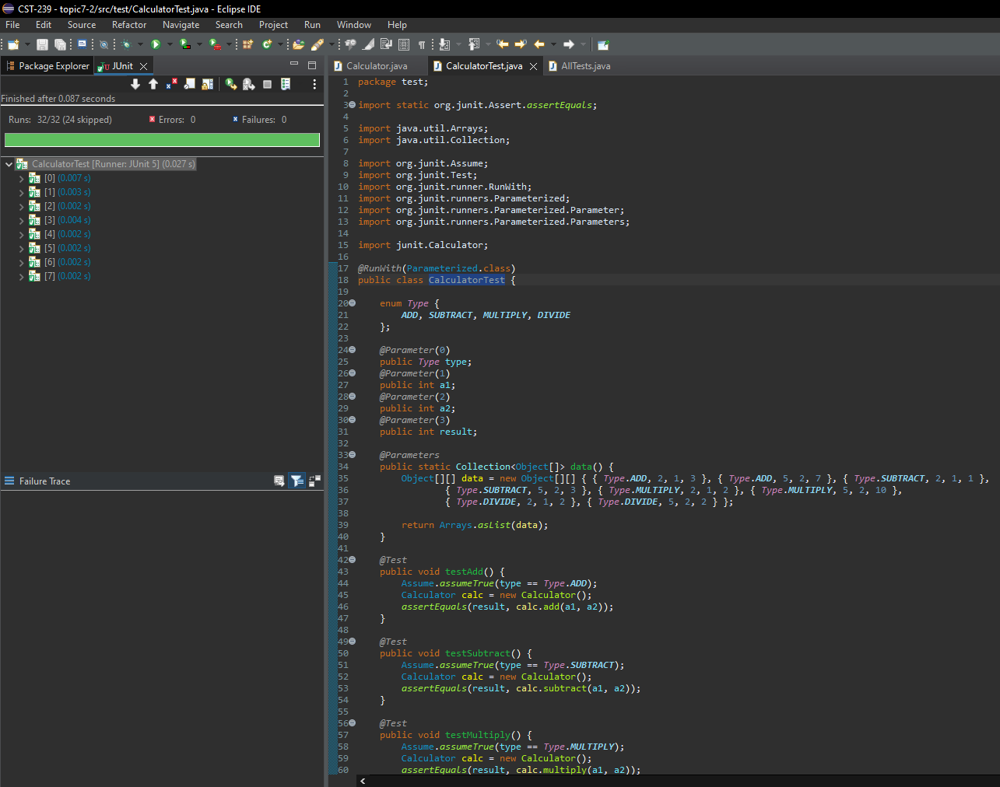 CST-239 - topic7-2/src/test/CalculatorTest.java - Eclipse IDE
File Edit Source Refactor Navigate Search Project Run Window Help
Package Explorer JUnit
Finished after 0.087 seconds
Runs: 32/32 (24 skipped) Errors: 0 Failures: 0
CalculatorTest [Runner: JUnit 5] (0.027 s)
[0] (0.007 s)
[1] (0.003 s)
[2] (0.002 s)
[3] (0.004 s)
[4] (0.002 s)
[5] (0.002 s)
[6] (0.002 s)
[7] (0.002 s)
Failure Trace
Calculator.java CalculatorTest.java AllTests.java
1 package test;
2
3 import static org.junit.Assert.assertEquals;
4
5 import java.util.Arrays;
6 import java.util.Collection;
7
8 import org.junit.Assume;
9 import org.junit.Test;
10 import org.junit.runner.RunWith;
11 import org.junit.runners.Parameterized;
12 import org.junit.runners.Parameterized.Parameter;
13 import org.junit.runners.Parameterized.Parameters;
14
15 import junit.Calculator;
16
17 @RunWith(Parameterized.class)
18 public class CalculatorTest {
19
20 enum Type {
21 ADD, SUBTRACT, MULTIPLY, DIVIDE
22 };
23
24 @Parameter(0)
25 public Type type;
26 @Parameter(1)
27 public int a1;
28 @Parameter(2)
29 public int a2;
30 @Parameter(3)
31 public int result;
32
33 @Parameters
34 public static Collection<Object[]> data() {
35 Object[][] data = new Object[][] { { Type.ADD, 2, 1, 3 }, { Type.ADD, 5, 2, 7 }, { Type.SUBTRACT, 2, 1, 1 },
36 { Type.SUBTRACT, 5, 2, 3 }, { Type.MULTIPLY, 2, 1, 2 }, { Type.MULTIPLY, 5, 2, 10 },
37 { Type.DIVIDE, 2, 1, 2 }, { Type.DIVIDE, 5, 2, 2 } };
38
39 return Arrays.asList(data);
40 }
41
42 @Test
43 public void testAdd() {
44 Assume.assumeTrue(type == Type.ADD);
45 Calculator calc = new Calculator();
46 assertEquals(result, calc.add(a1, a2));
47 }
48
49 @Test
50 public void testSubtract() {
51 Assume.assumeTrue(type == Type.SUBTRACT);
52 Calculator calc = new Calculator();
53 assertEquals(result, calc.subtract(a1, a2));
54 }
55
56 @Test
57 public void testMultiply() {
58 Assume.assumeTrue(type == Type.MULTIPLY);
59 Calculator calc = new Calculator();
60 assertEquals(result, calc.multiply(a1, a2));